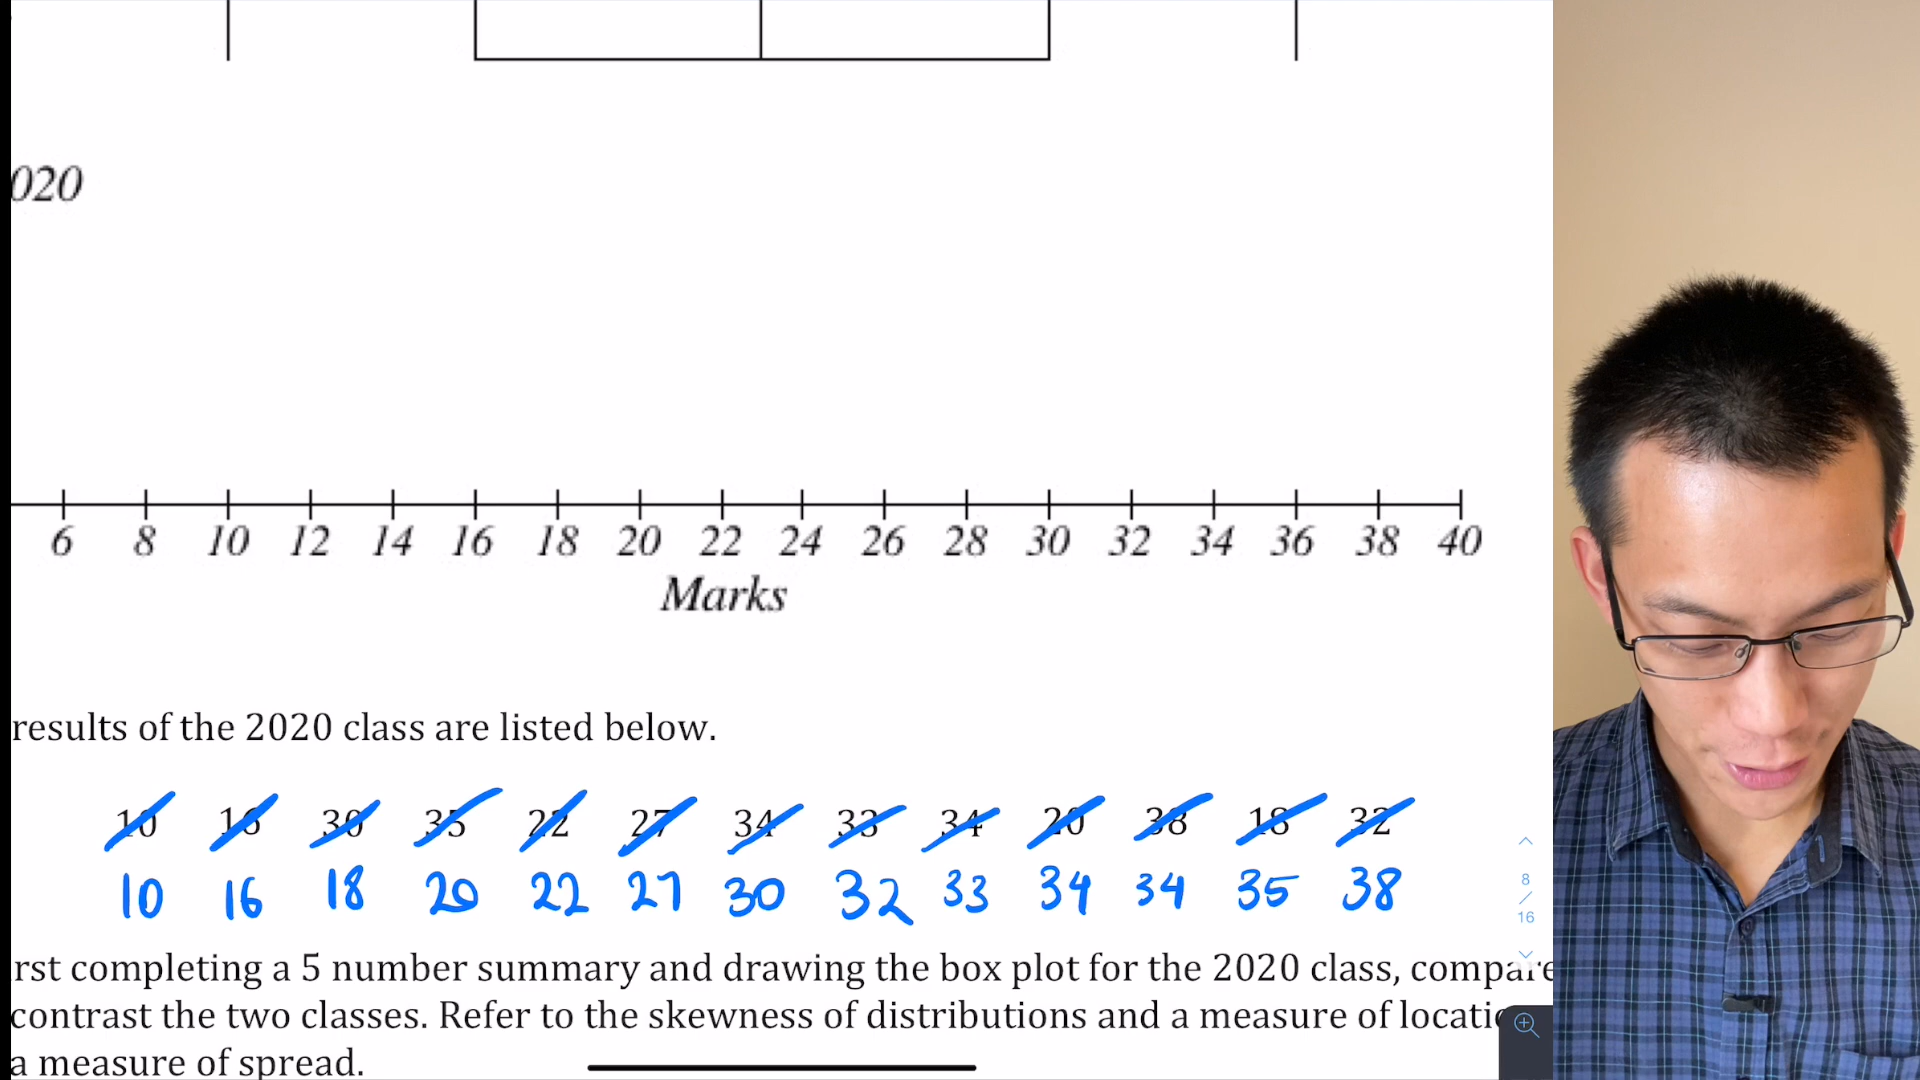 020
6 8 10 12 14 16 18 20 22 24 26 28 30 32 34 36 38 40
Marks
results of the 2020 class are listed below.
10 16 30 35 22 27 34 33 34 20 38 18 32
10 16 18 20 22 27 30 32 33 34 34 35 38
8
/
16
rst completing a 5 number summary and drawing the box plot for the 2020 class, compare
contrast the two classes. Refer to the skewness of distributions and a measure of locatio
a measure of spread.